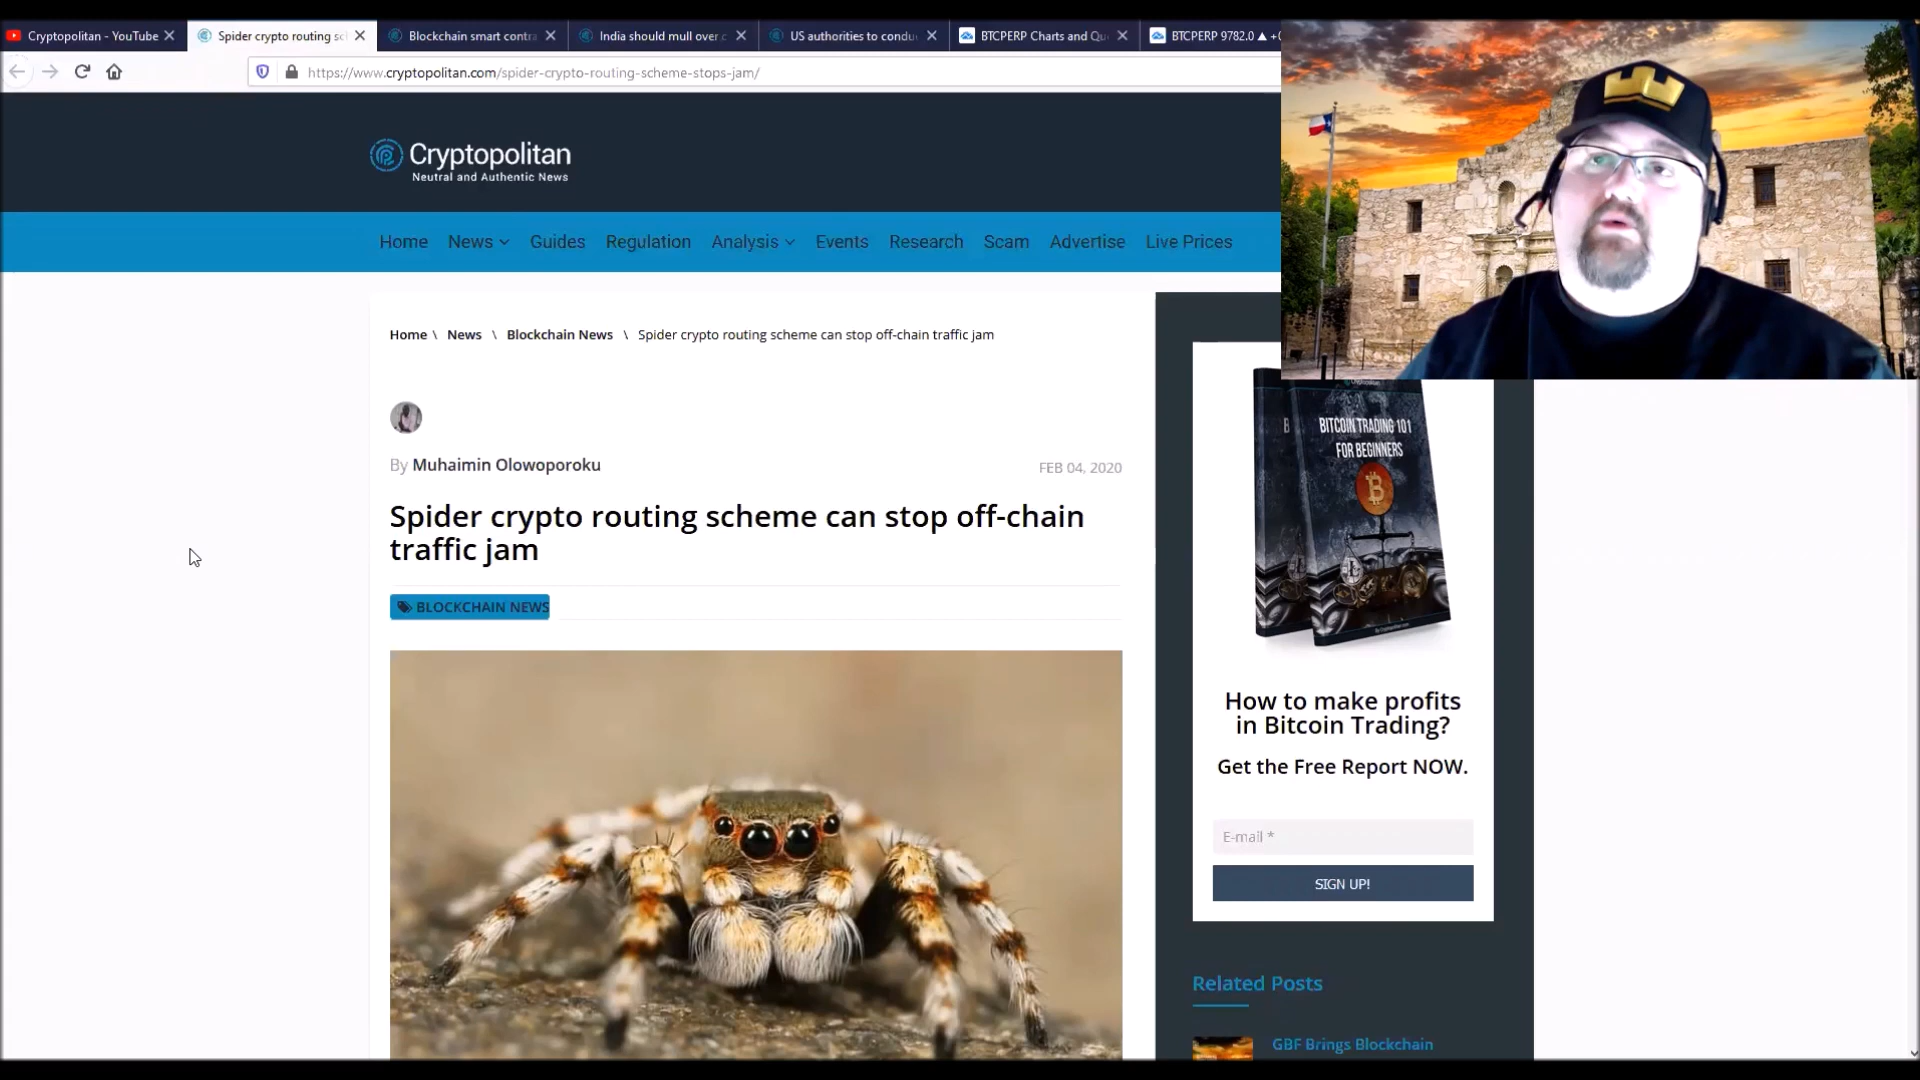 Cryptopolitan - YouTube
Spider crypto routing sc
Blockchain smart contra
India should mull over c
US authorities to condu
BTCPERP Charts and Qu
BTCPERP 9782.0 ▲ +0
https://www.cryptopolitan.com/spider-crypto-routing-scheme-stops-jam/
Cryptopolitan
Neutral and Authentic News
Home News Guides Regulation Analysis Events Research Scam Advertise Live Prices
Home \ News \ Blockchain News \ Spider crypto routing scheme can stop off-chain traffic jam
By Muhaimin Olowoporoku
FEB 04, 2020
Spider crypto routing scheme can stop off-chain
traffic jam
BLOCKCHAIN NEWS
BITCOIN TRADING 101
FOR BEGINNERS
How to make profits
in Bitcoin Trading?
Get the Free Report NOW.
E-mail *
SIGN UP!
Related Posts
GBF Brings Blockchain